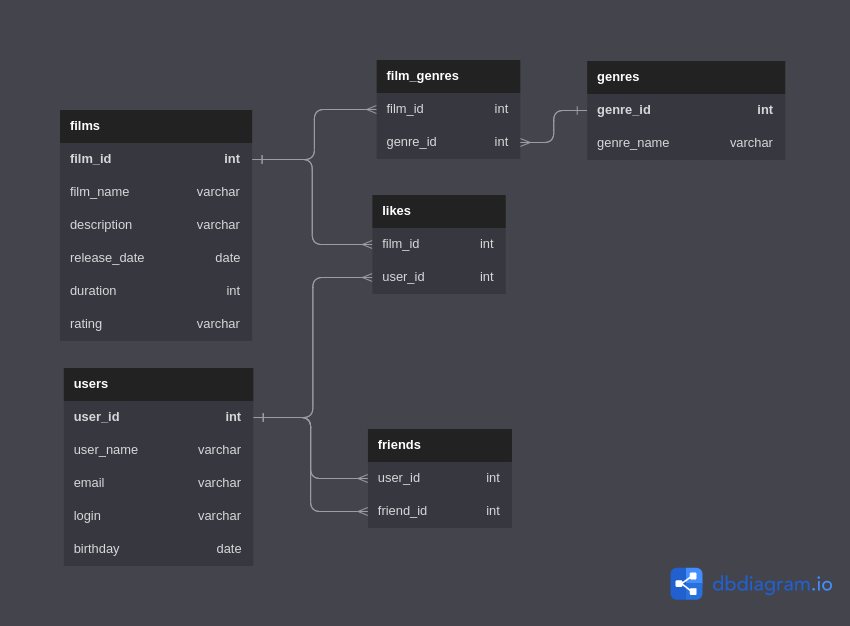 films
film_id int
film_name varchar
description varchar
release_date date
duration int
rating varchar
users
user_id int
user_name varchar
email varchar
login varchar
birthday date
film_genres
film_id int
genre_id int
likes
film_id int
user_id int
friends
user_id int
friend_id int
genres
genre_id int
genre_name varchar
dbdiagram.io